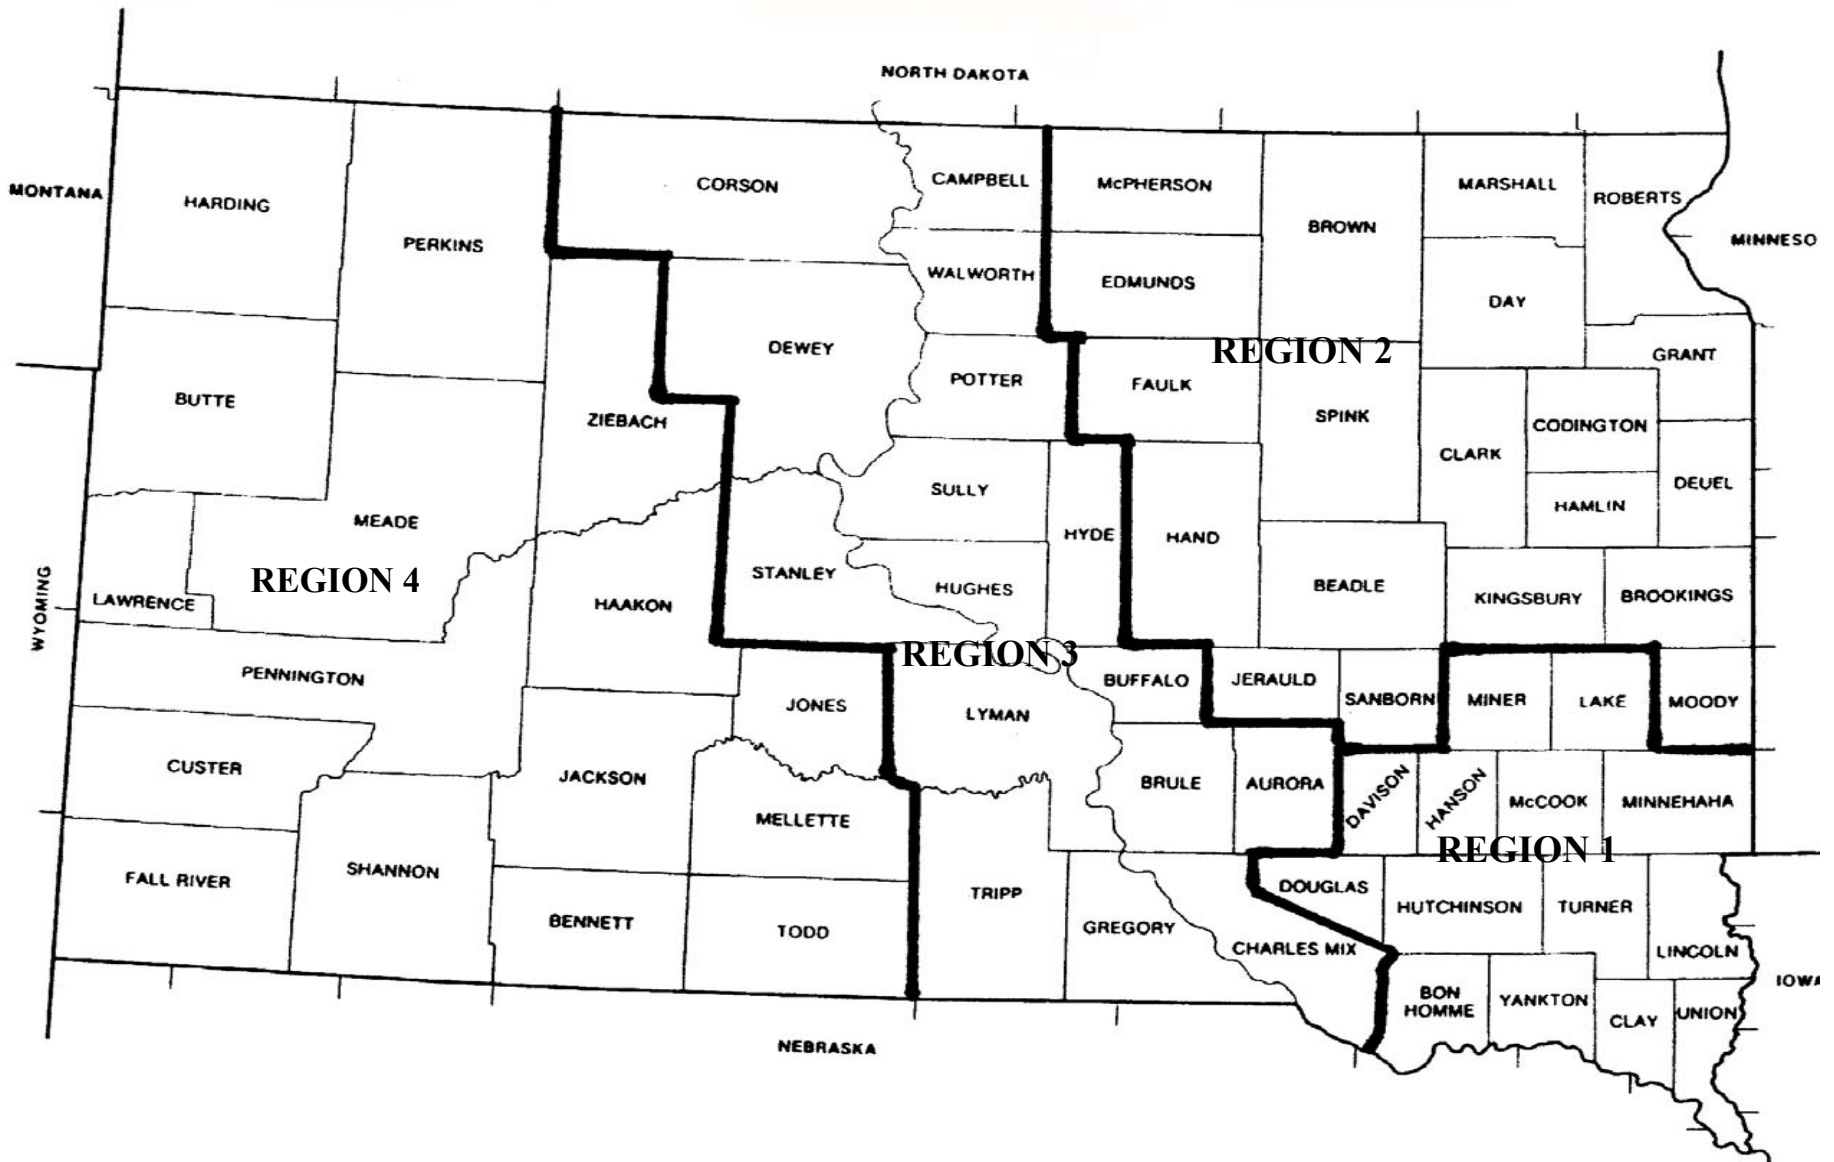 NORTH DAKOTA
MONTANA
HARDING
PERKINS
CORSON
CAMPBELL
McPHERSON
BROWN
MARSHALL
ROBERTS
MINNESO
WALWORTH
EDMUNDS
DAY
BUTTE
ZIEBACH
DEWEY
POTTER
FAULK
REGION 2
SPINK
GRANT
CLARK
CODINGTON
HAMLIN
DEUEL
MEADE
REGION 4
SULLY
HYDE
HAND
WYOMING
LAWRENCE
HAAKON
STANLEY
HUGHES
BEADLE
KINGSBURY
BROOKINGS
PENNINGTON
REGION 3
JONES
LYMAN
BUFFALO
JERAULD
SANBORN
MINER
LAKE
MOODY
CUSTER
JACKSON
MELLETTE
BRULE
AURORA
DAVISON
HANSON
McCOOK
MINNEHAHA
REGION 1
FALL RIVER
SHANNON
BENNETT
TODD
TRIPP
GREGORY
CHARLES MIX
DOUGLAS
HUTCHINSON
TURNER
LINCOLN
BON
HOMME
YANKTON
CLAY
UNION
IOWA
NEBRASKA